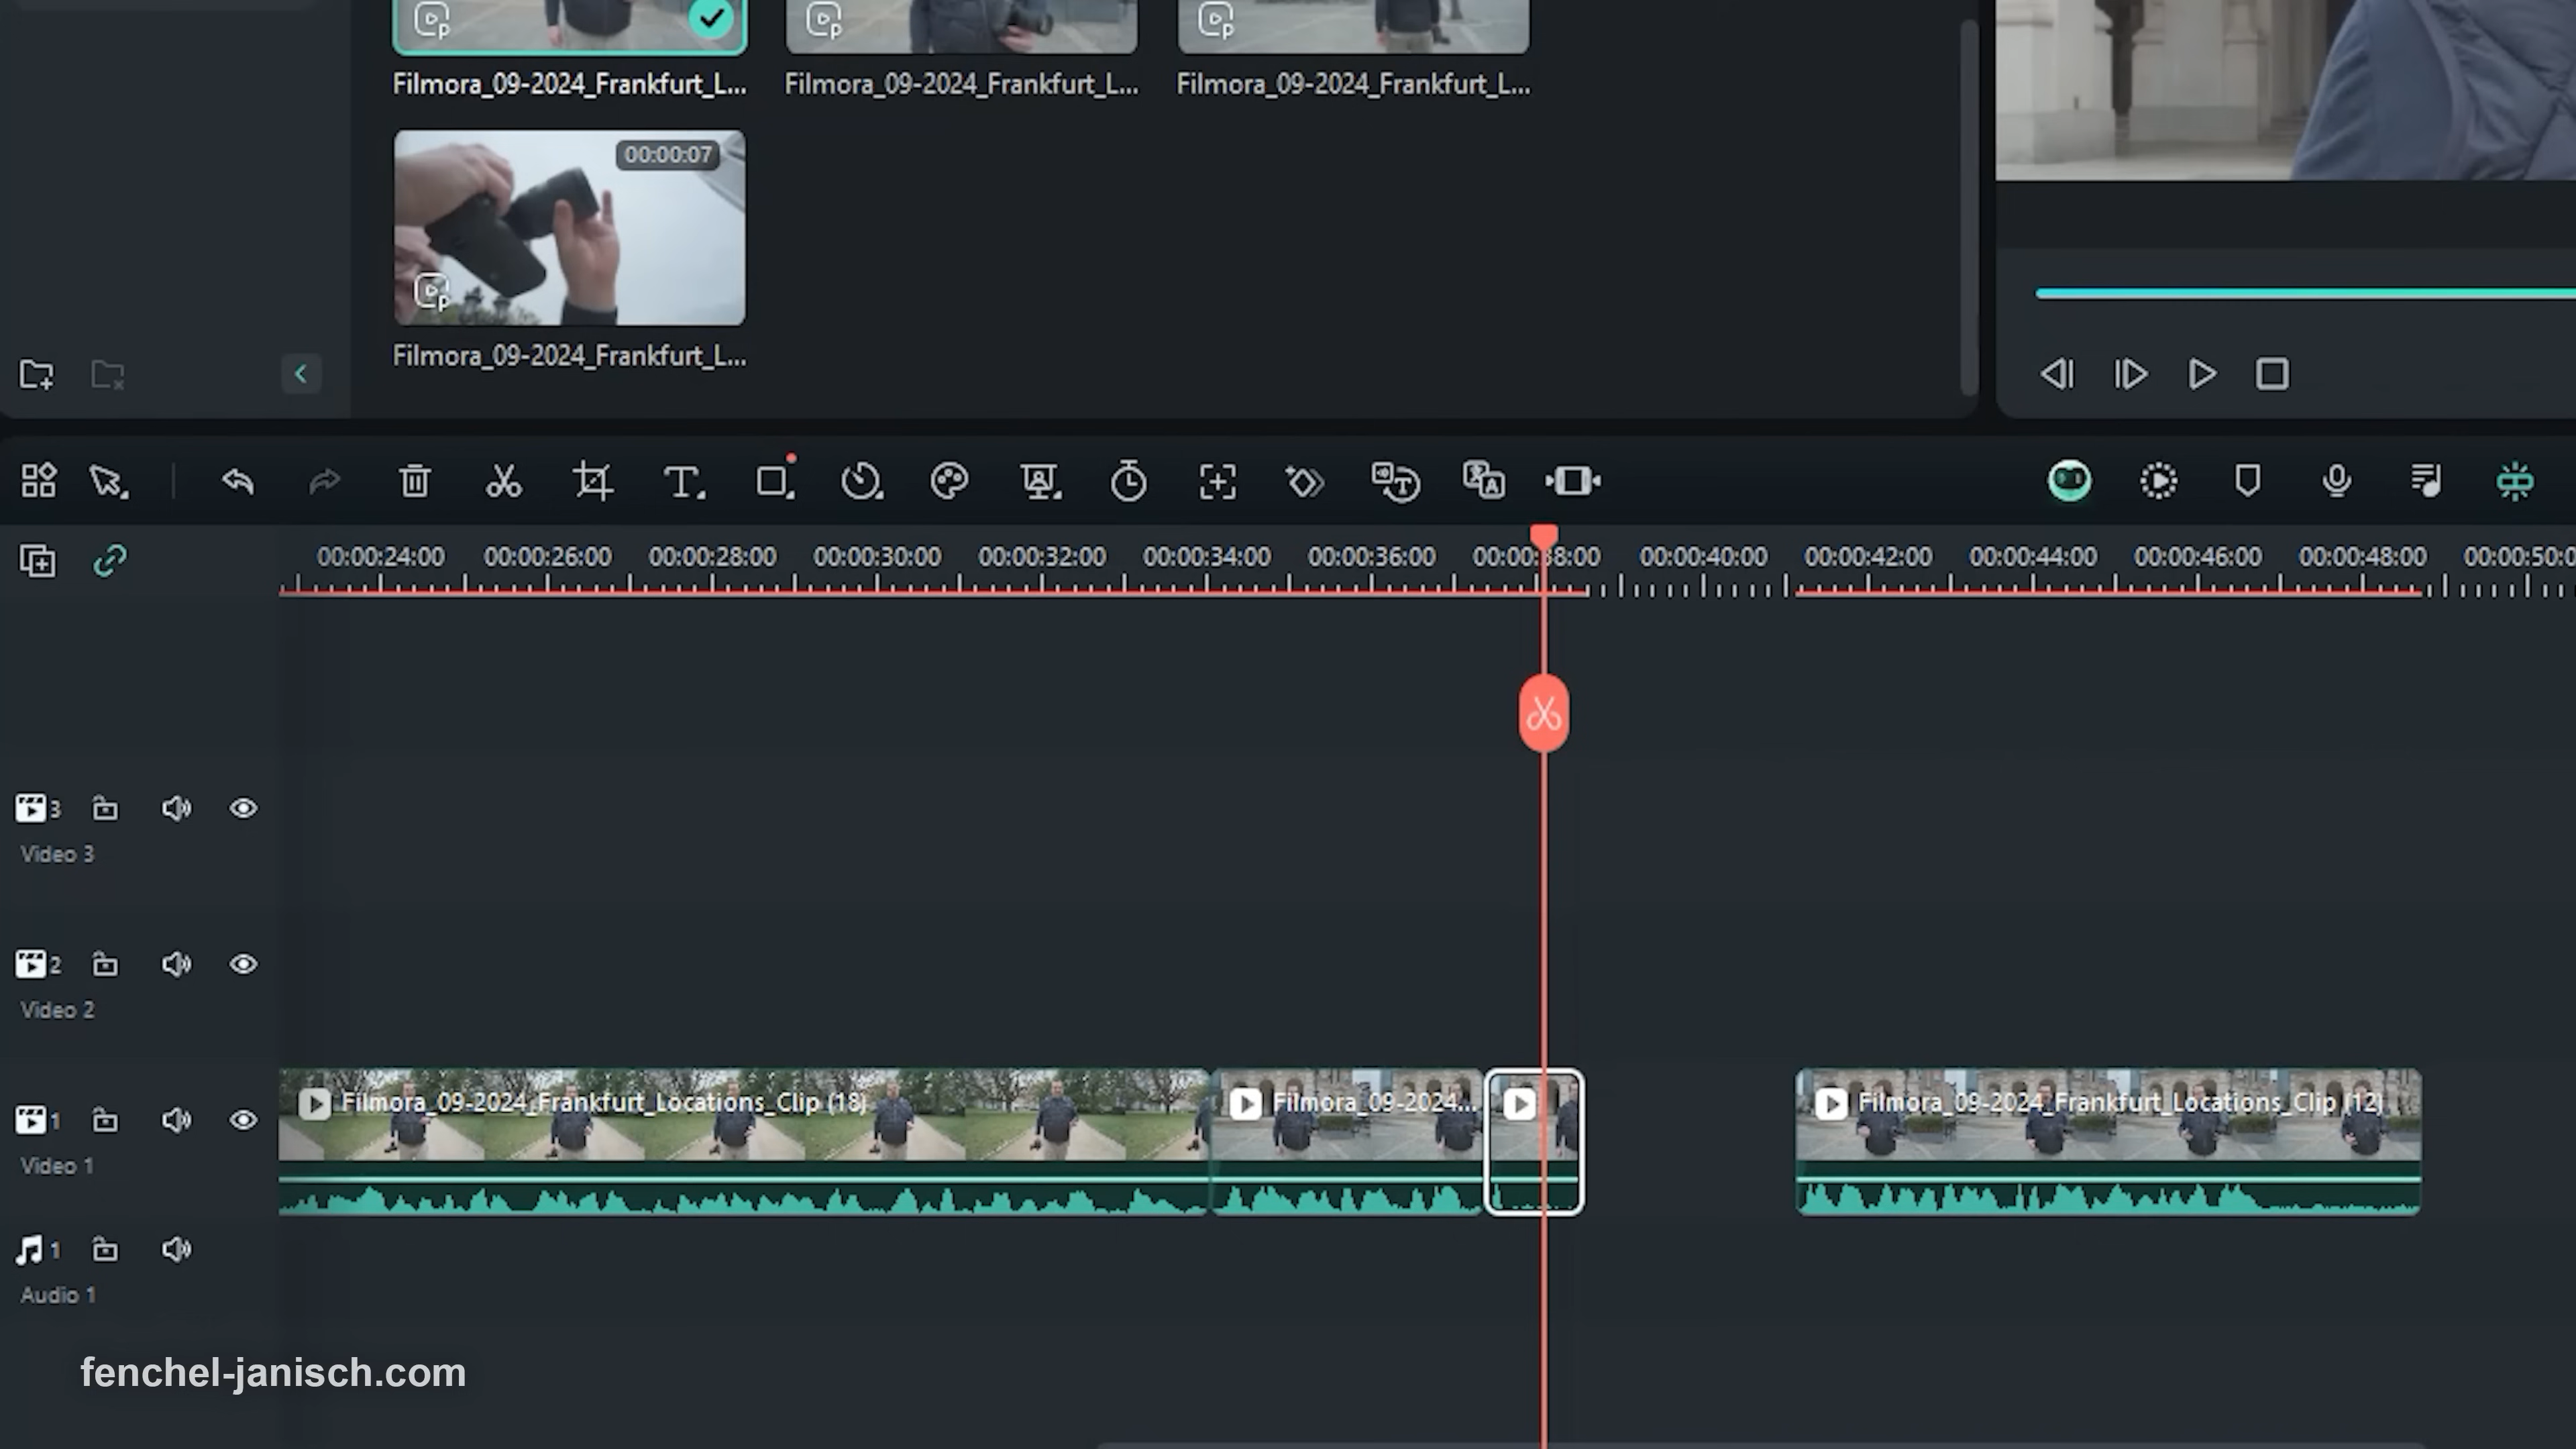 Filmora_09-2024_Frankfurt_L... Filmora_09-2024_Frankfurt_L... Filmora_09-2024_Frankfurt_L...
00:00:07
Filmora_09-2024_Frankfurt_L...
00:00:24:00 00:00:26:00 00:00:28:00 00:00:30:00 00:00:32:00 00:00:34:00 00:00:36:00 00:00:38:00 00:00:40:00 00:00:42:00 00:00:44:00 00:00:46:00 00:00:48:00 00:00:50:0
3
Video 3
2
Video 2
Filmora_09-2024_Frankfurt_Locations_Clip (18) Filmora_09-2024... Filmora_09-2024_Frankfurt_Locations_Clip (12)
1
Video 1
1
Audio 1
fenchel-janisch.com